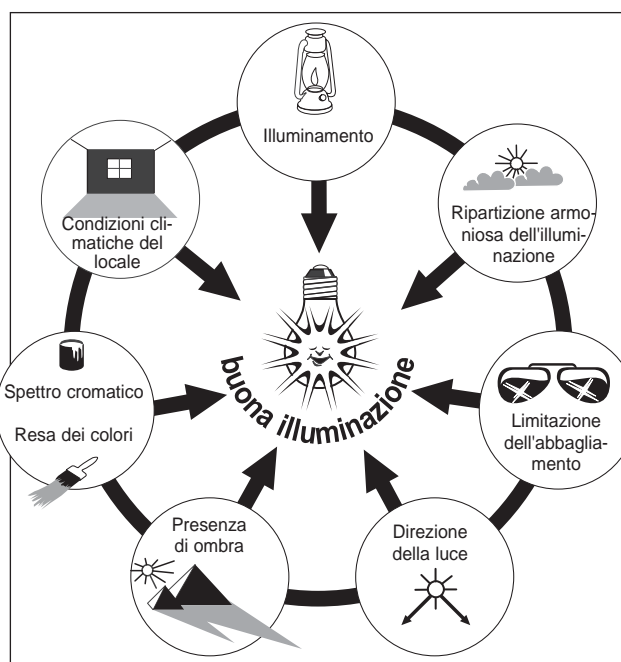 Illuminamento
Ripartizione armo-
niosa dell'illumi-
nazione
Limitazione
dell'abbaglia-
mento
Direzione
della luce
Presenza
di ombra
Spettro cromatico
Resa dei colori
Condizioni cli-
matiche del
locale
buona illuminazione